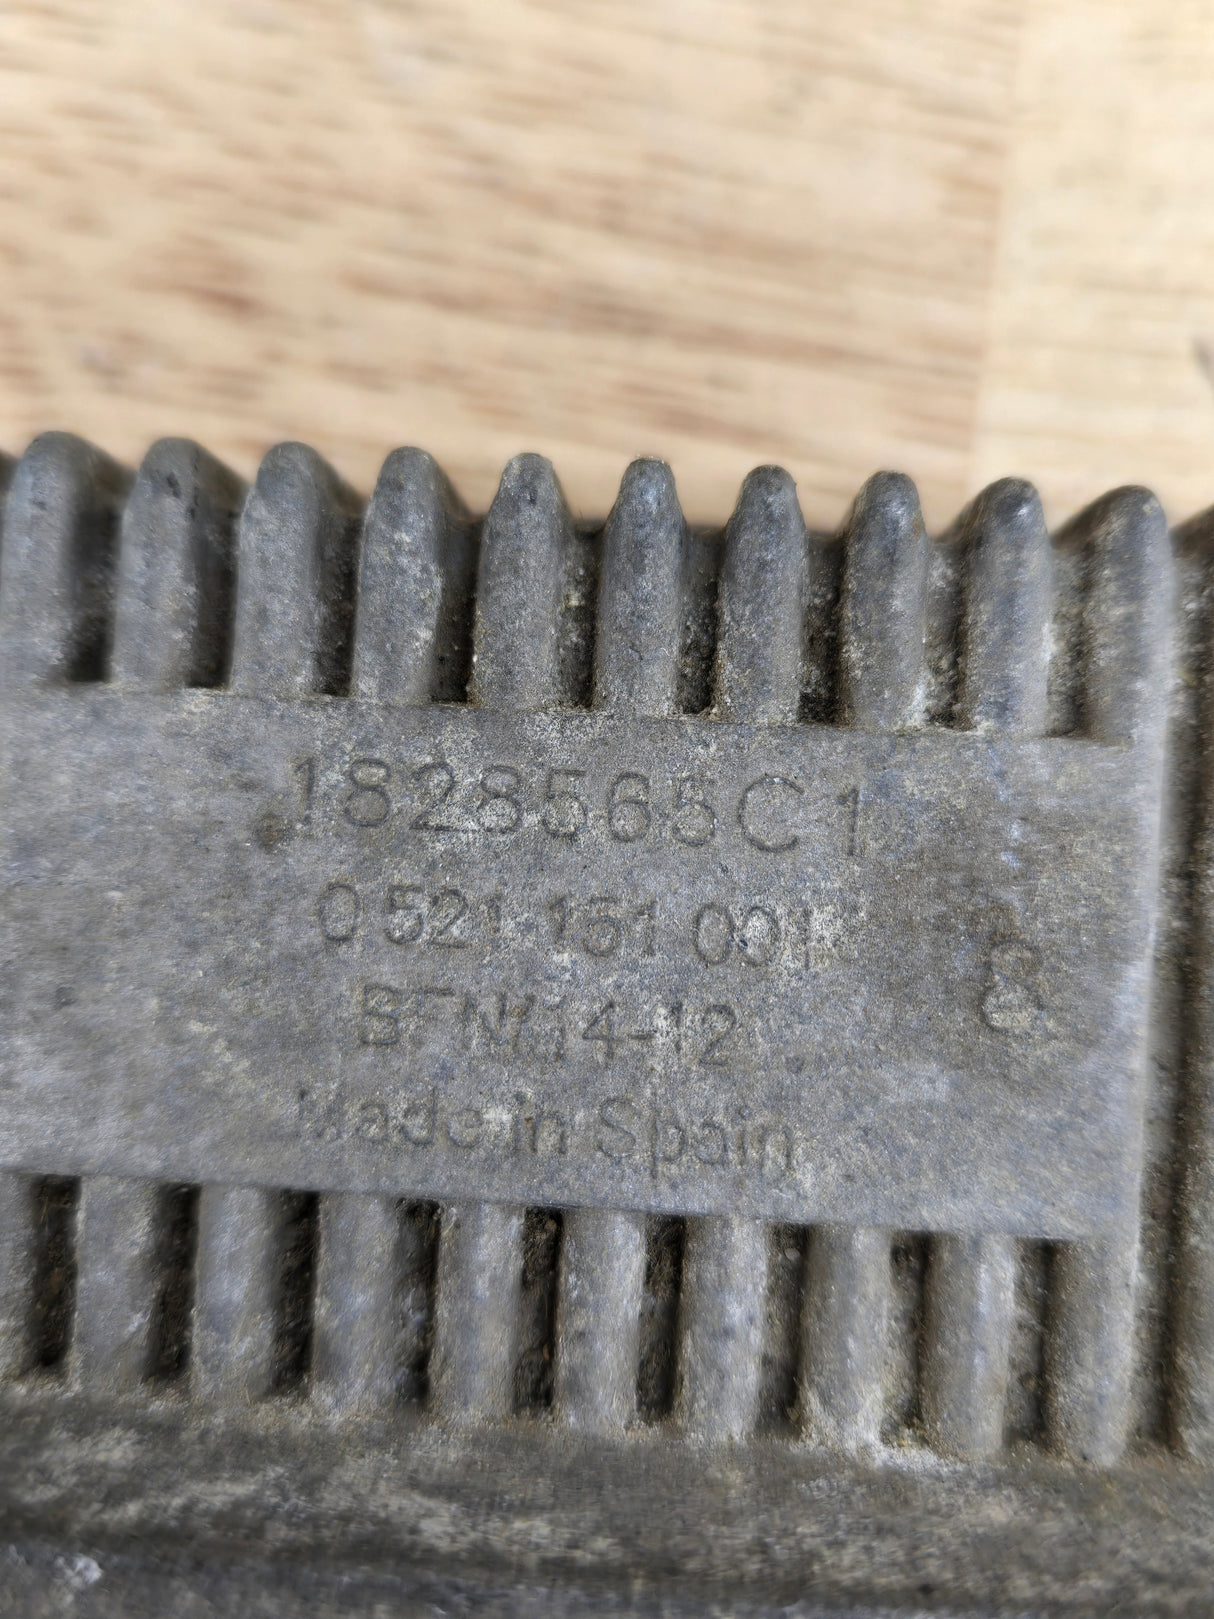 1828565C1
0 521 151 001
BFN/14-12
8
Made in Spain